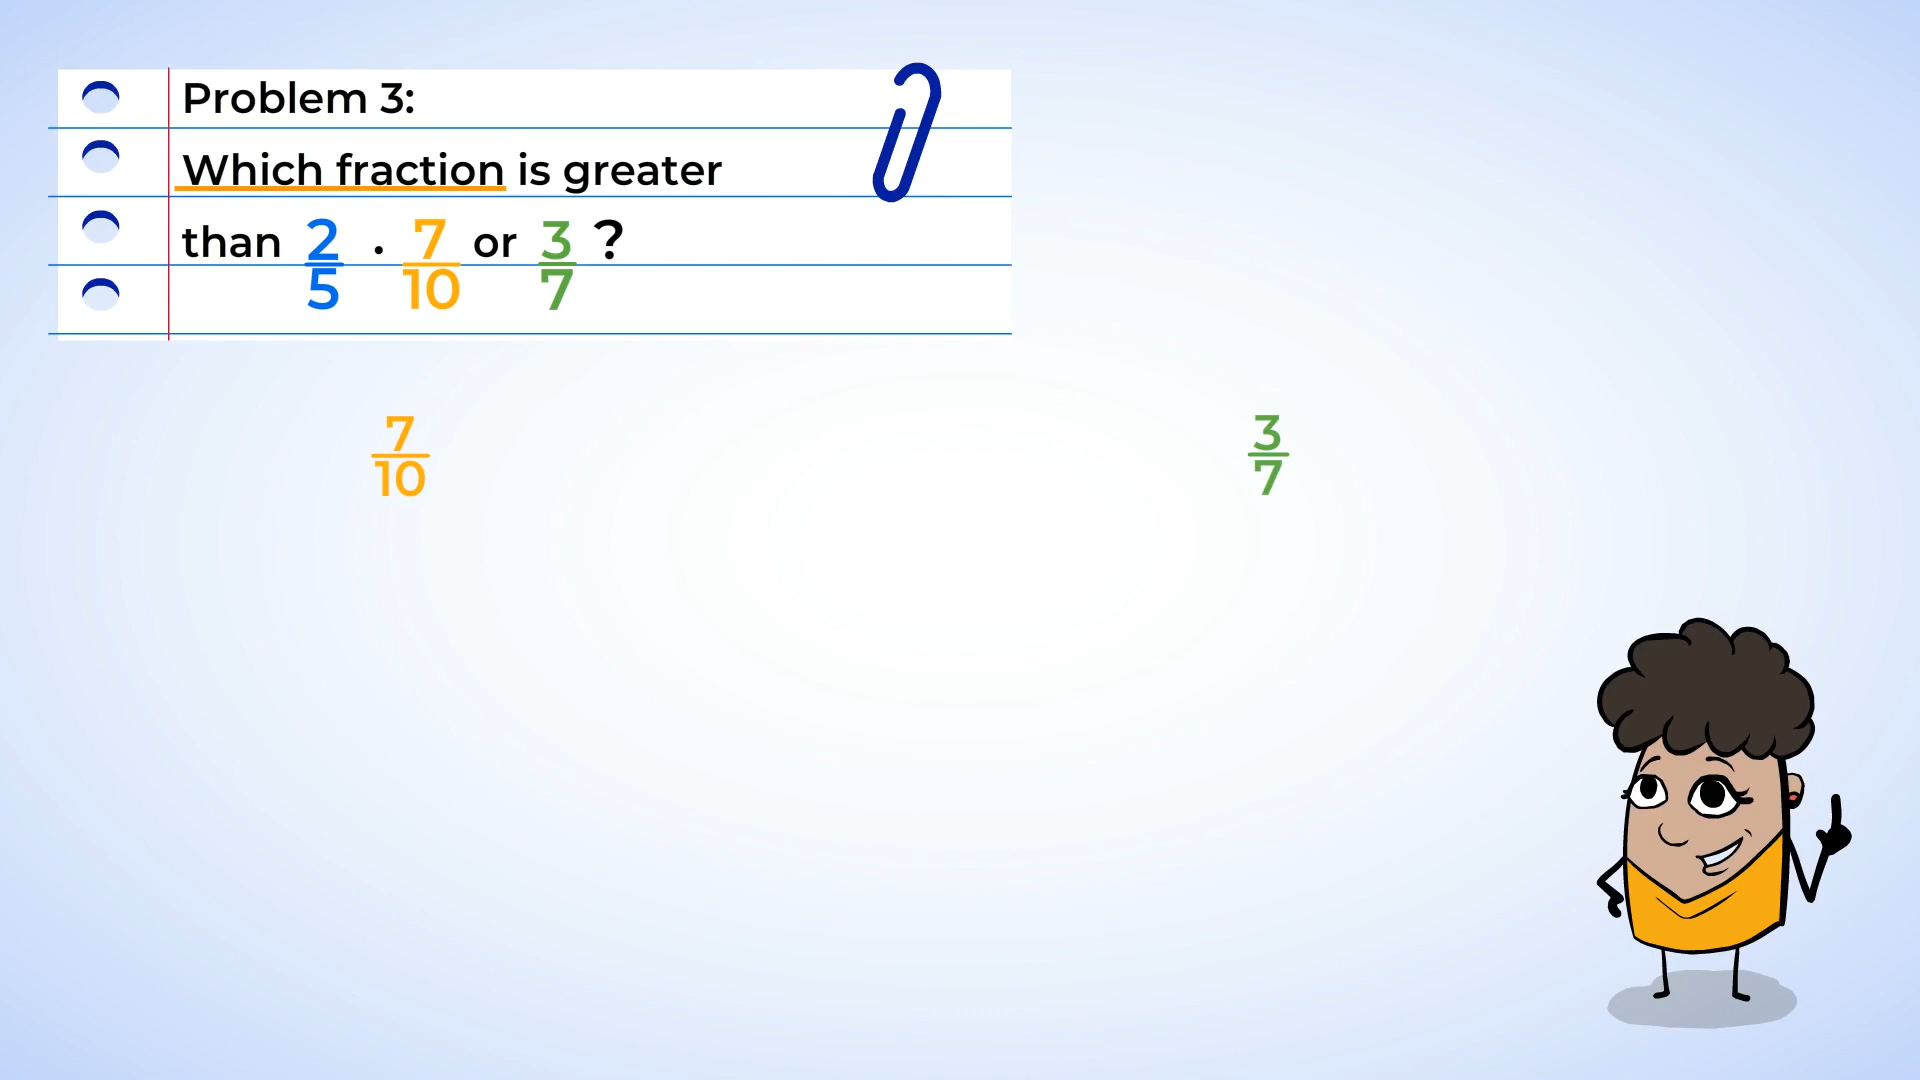 Problem 3:
Which fraction is greater
than 2/5 . 7/10 or 3/7 ?
7/10
3/7